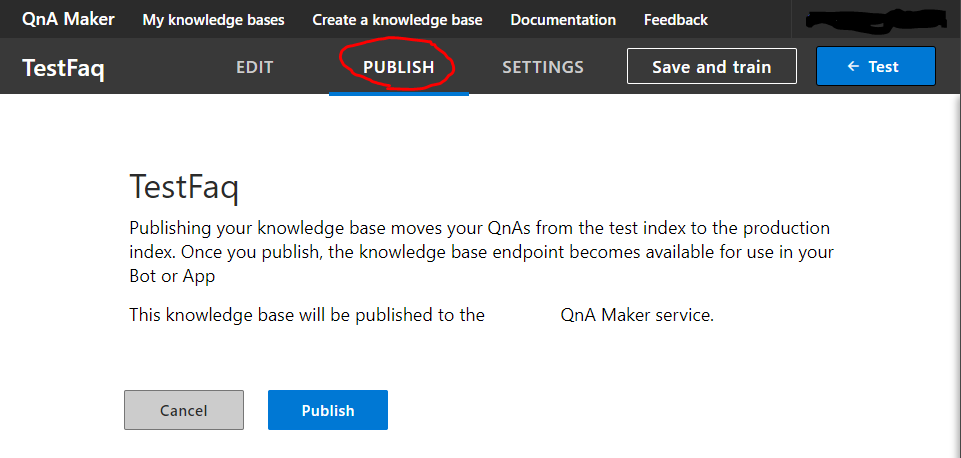 QnA Maker My knowledge bases Create a knowledge base Documentation Feedback
TestFaq EDIT PUBLISH SETTINGS Save and train ← Test
TestFaq
Publishing your knowledge base moves your QnAs from the test index to the production
index. Once you publish, the knowledge base endpoint becomes available for use in your
Bot or App
This knowledge base will be published to the QnA Maker service.
Cancel Publish